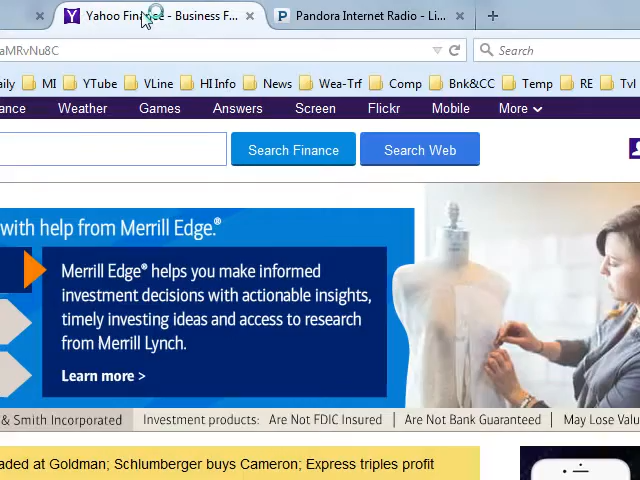 Yahoo Finance - Business F... Pandora Internet Radio - Li...
aMRvNu8C Search
aily MI YTube VLine HI Info News Wea-Trf Comp Bnk&CC Temp RE Tvl
ance Weather Games Answers Screen Flickr Mobile More
Search Finance Search Web
with help from Merrill Edge.®
Merrill Edge® helps you make informed
investment decisions with actionable insights,
timely investing ideas and access to research
from Merrill Lynch.
Learn more >
& Smith Incorporated Investment products: Are Not FDIC Insured Are Not Bank Guaranteed May Lose Valu
aded at Goldman; Schlumberger buys Cameron; Express triples profit